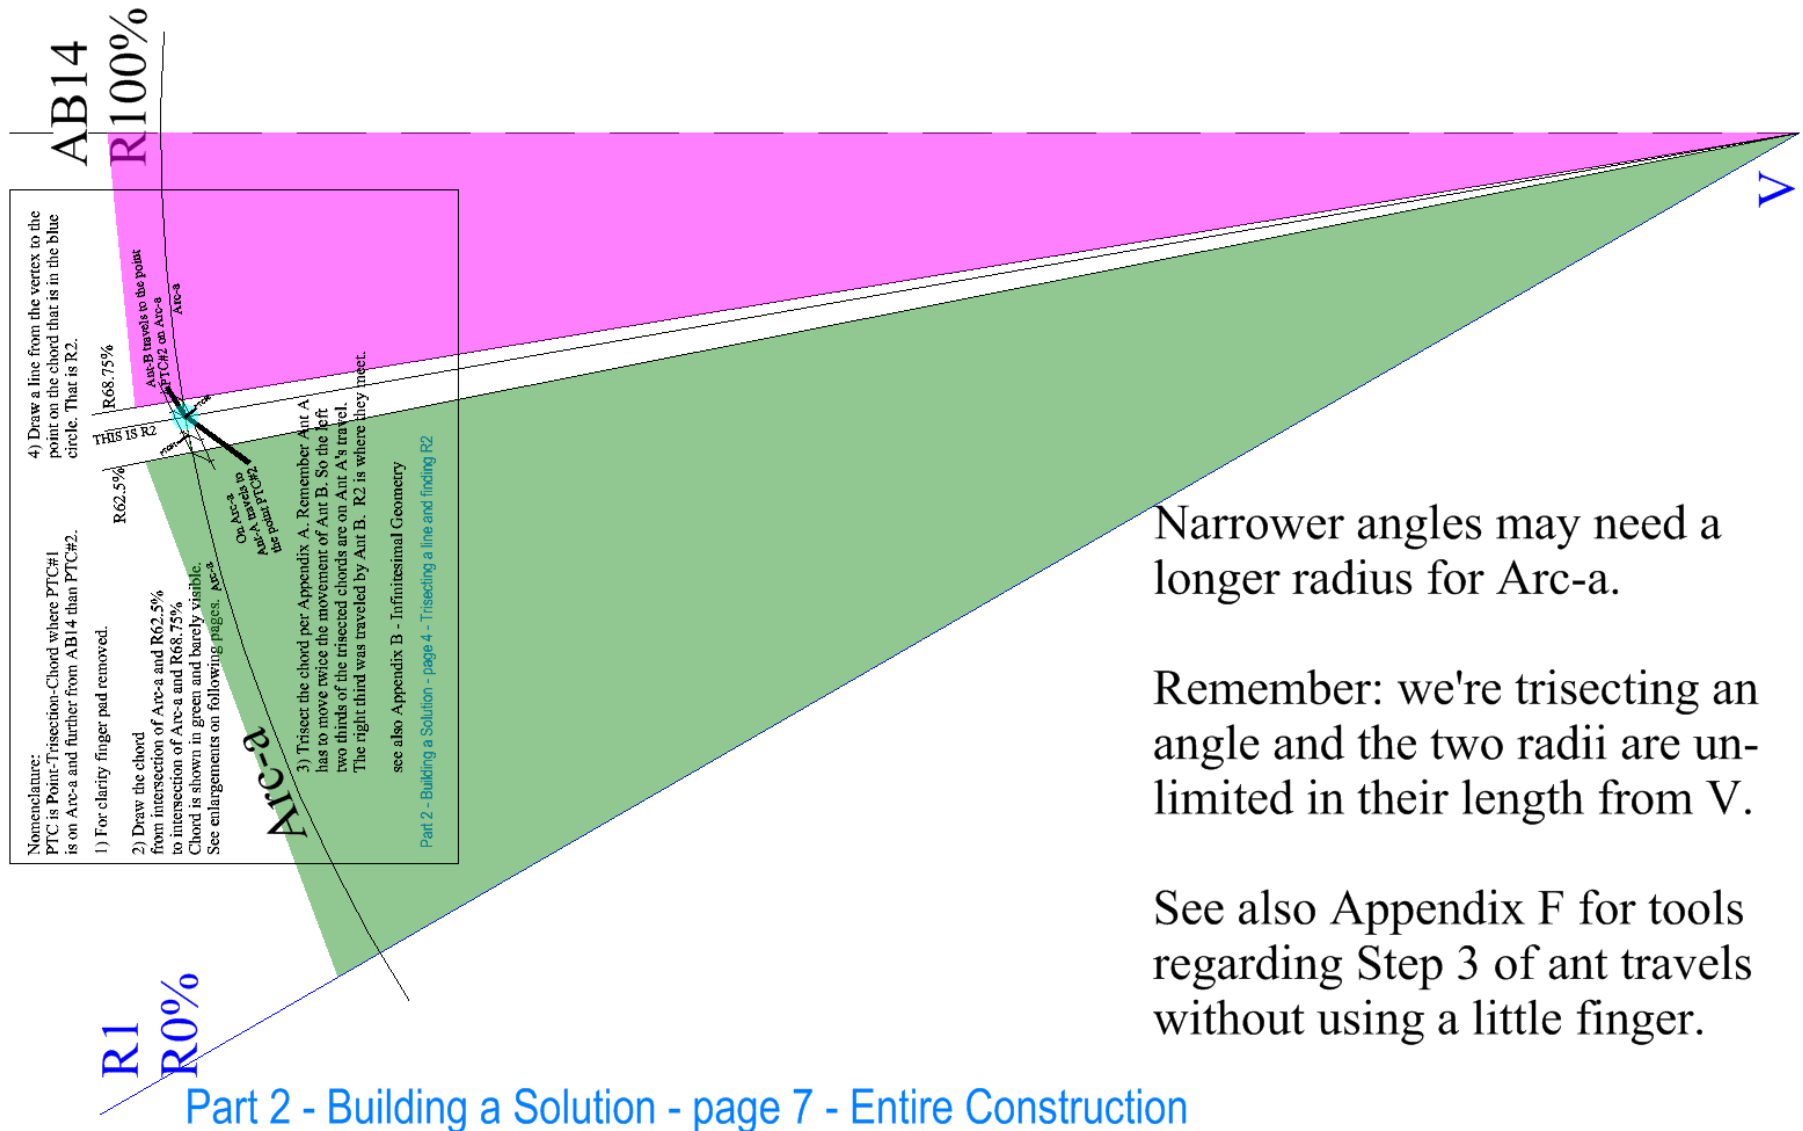 AB14
R100%
V
Nomenclature:
PTC is Point-Trisection-Chord where PTC#1
is on Arc-a and further from AB14 than PTC#2.
1) For clarity finger pad removed.
2) Draw the chord
from intersection of Arc-a and R62.5%
to intersection of Arc-a and R68.75%
Chord is shown in green and barely visible.
See enlargements on following pages.
3) Trisect the chord per Appendix A. Remember Ant A
has to move twice the movement of Ant B. So the left
two thirds of the trisected chords are on Ant A's travel.
The right third was traveled by Ant B. R2 is where they meet.
see also Appendix B - Infinitesimal Geometry
Part 2 - Building a Solution - page 4 - Trisecting a line and finding R2
4) Draw a line from the vertex to the
point on the chord that is in the blue
circle. That is R2.
R68.75%
THIS IS R2
R62.5%
Ant-B travels to the point
PTC#2 on Arc-a
Arc-a
On Arc-a
Ant-A travels to
the point PTC#2
Arc-a
Arc-a
R1
R0%
Narrower angles may need a
longer radius for Arc-a.
Remember: we're trisecting an
angle and the two radii are un-
limited in their length from V.
See also Appendix F for tools
regarding Step 3 of ant travels
without using a little finger.
Part 2 - Building a Solution - page 7 - Entire Construction